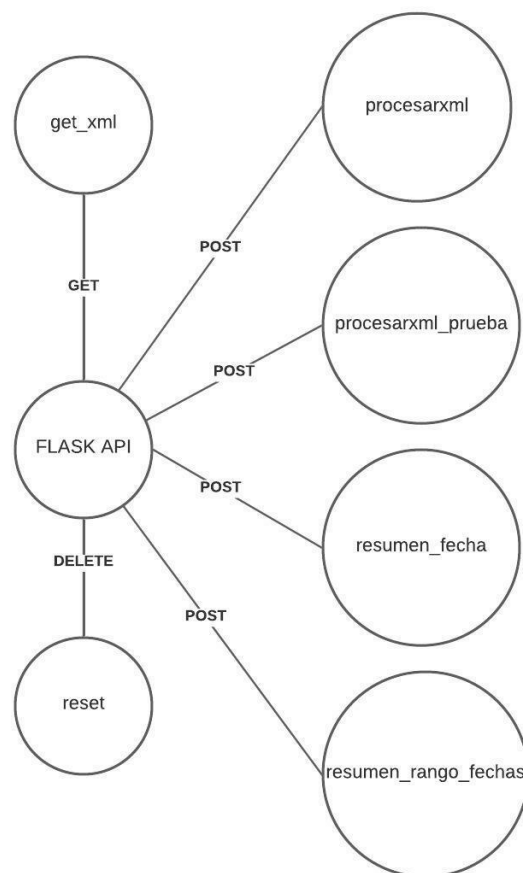 get_xml
procesarxml
POST
GET
procesarxml_prueba
POST
FLASK API
POST
resumen_fecha
DELETE
POST
reset
resumen_rango_fechas